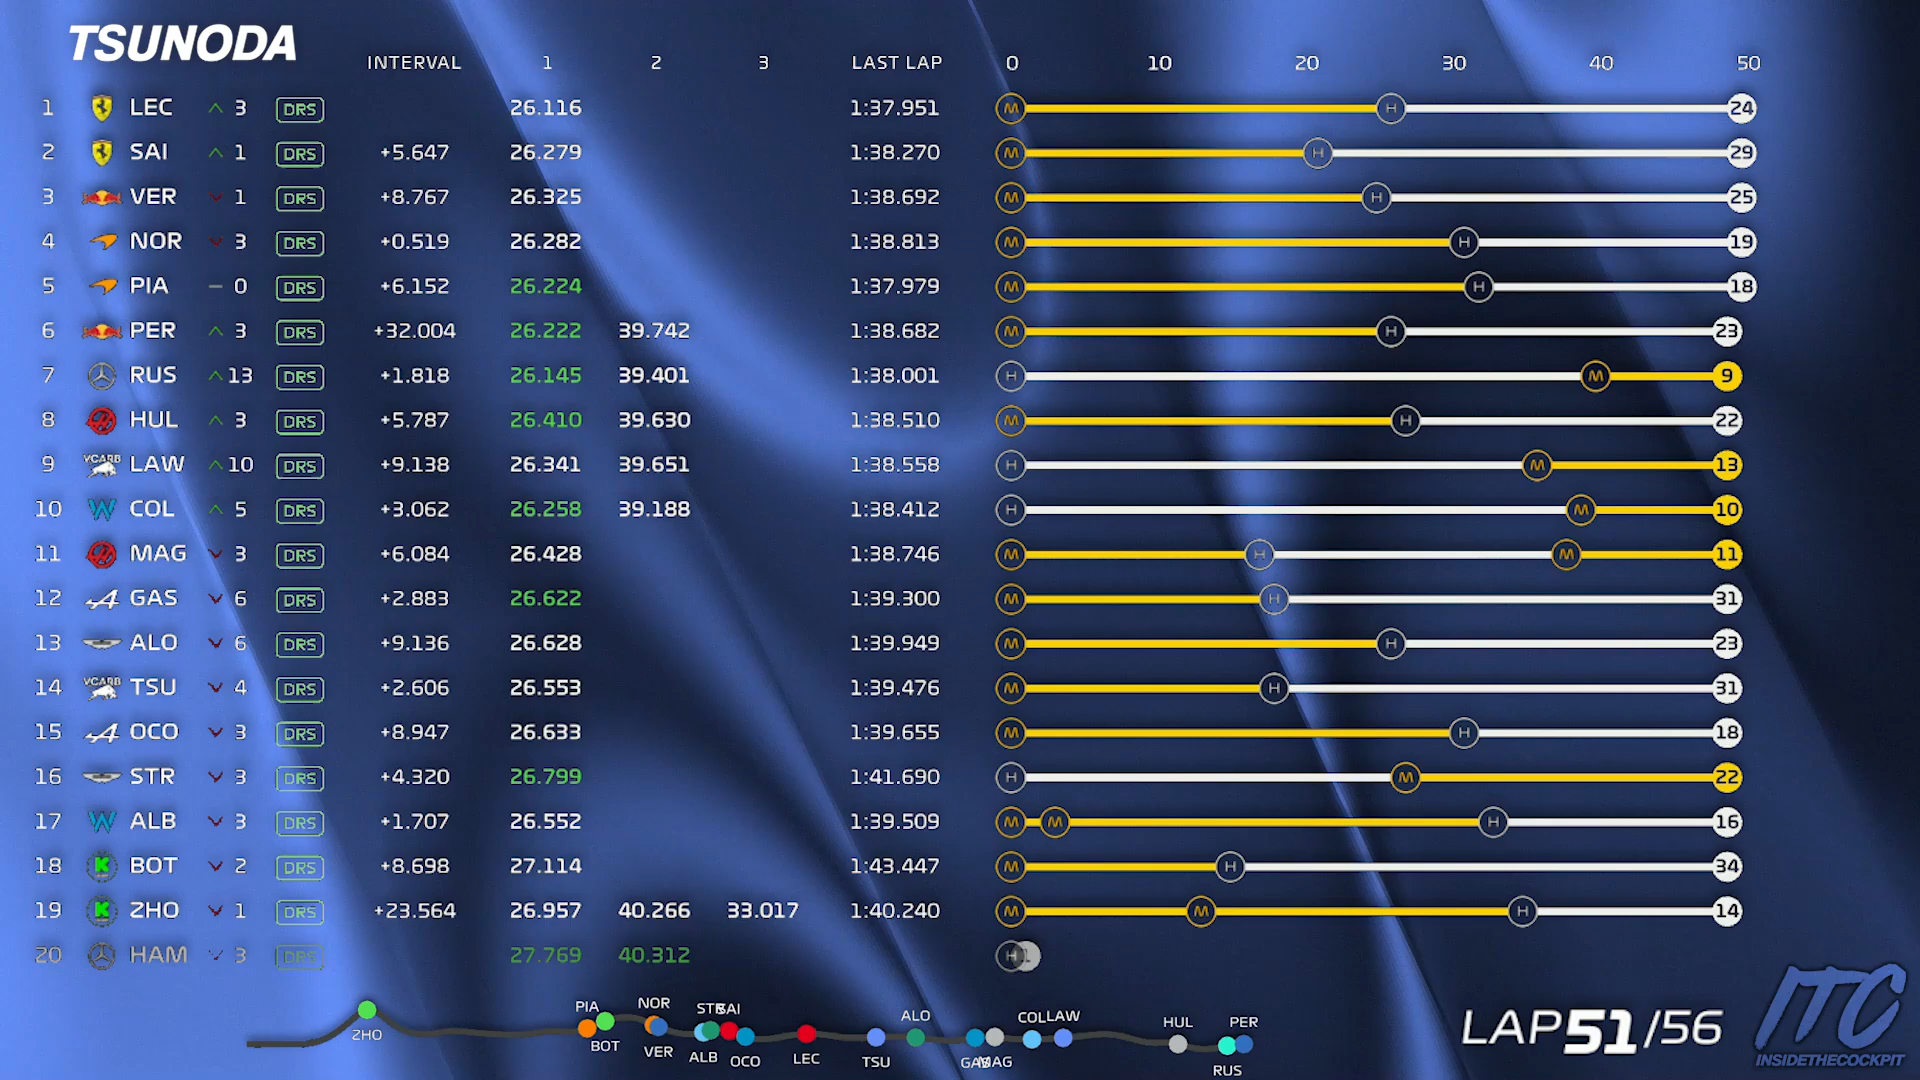 TSUNODA
INTERVAL 1 2 3 LAST LAP 0 10 20 30 40 50
1 LEC 3 DRS 26.116 1:37.951 M H 24
2 SAI 1 DRS +5.647 26.279 1:38.270 M H 29
3 VER 1 DRS +8.767 26.325 1:38.692 M H 25
4 NOR 3 DRS +0.519 26.282 1:38.813 M H 19
5 PIA 0 DRS +6.152 26.224 1:37.979 M H 18
6 PER 3 DRS +32.004 26.222 39.742 1:38.682 M H 23
7 RUS 13 DRS +1.818 26.145 39.401 1:38.001 H M 9
8 HUL 3 DRS +5.787 26.410 39.630 1:38.510 M H 22
9 VCARB LAW 10 DRS +9.138 26.341 39.651 1:38.558 H M 13
10 COL 5 DRS +3.062 26.258 39.188 1:38.412 H M 10
11 MAG 3 DRS +6.084 26.428 1:38.746 M H M 11
12 GAS 6 DRS +2.883 26.622 1:39.300 M H 31
13 ALO 6 DRS +9.136 26.628 1:39.949 M H 23
14 VCARB TSU 4 DRS +2.606 26.553 1:39.476 M H 31
15 OCO 3 DRS +8.947 26.633 1:39.655 M H 18
16 STR 3 DRS +4.320 26.799 1:41.690 H M 22
17 ALB 3 DRS +1.707 26.552 1:39.509 M M H 16
18 K BOT 2 DRS +8.698 27.114 1:43.447 M H 34
19 K ZHO 1 DRS +23.564 26.957 40.266 33.017 1:40.240 M M H 14
20 HAM 3 DRS 27.769 40.312 H 1
PIA NOR STR SAI ALO COL LAW HUL PER
ZHO BOT VER ALB OCO LEC TSU GAS MAG RUS
LAP 51/56
ITC
INSIDETHECOCKPIT